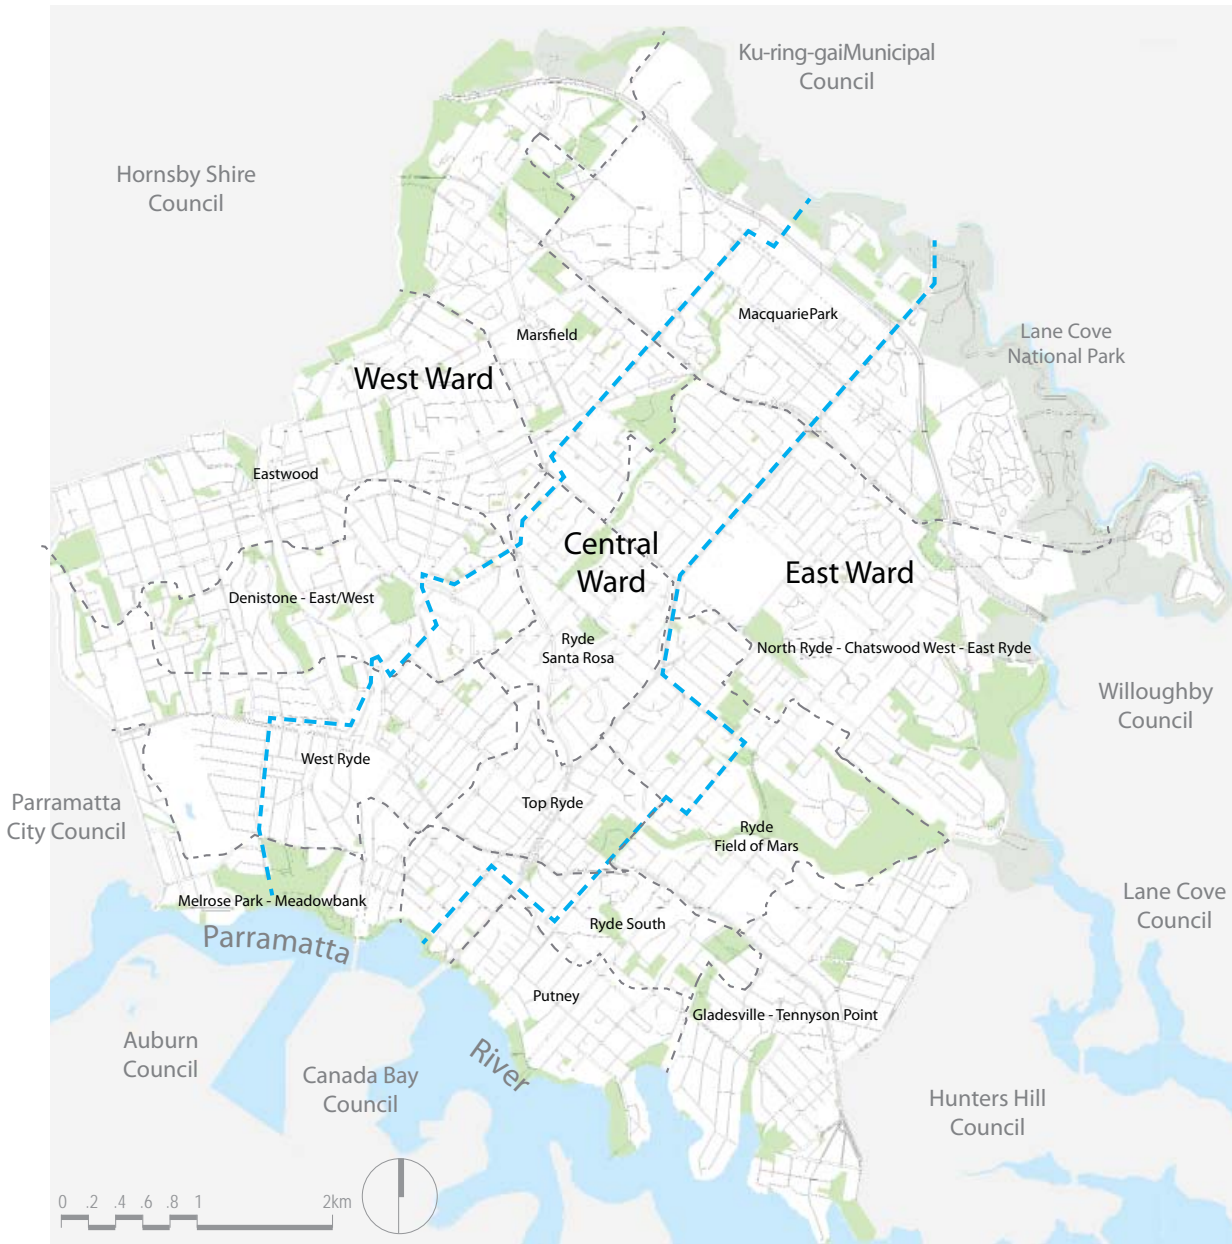 Ku-ring-gaiMunicipal
Council
Hornsby Shire
Council
MacquariePark
Lane Cove
National Park
Marsfield
West Ward
Eastwood
Central
Ward
East Ward
Denistone - East/West
Ryde
Santa Rosa
North Ryde - Chatswood West - East Ryde
Willoughby
Council
West Ryde
Parramatta
City Council
Top Ryde
Ryde
Field of Mars
Melrose Park - Meadowbank
Lane Cove
Council
Parramatta
Ryde South
Putney
Gladesville - Tennyson Point
Auburn
Council
River
Canada Bay
Council
Hunters Hill
Council
0 .2 .4 .6 .8 1 2km